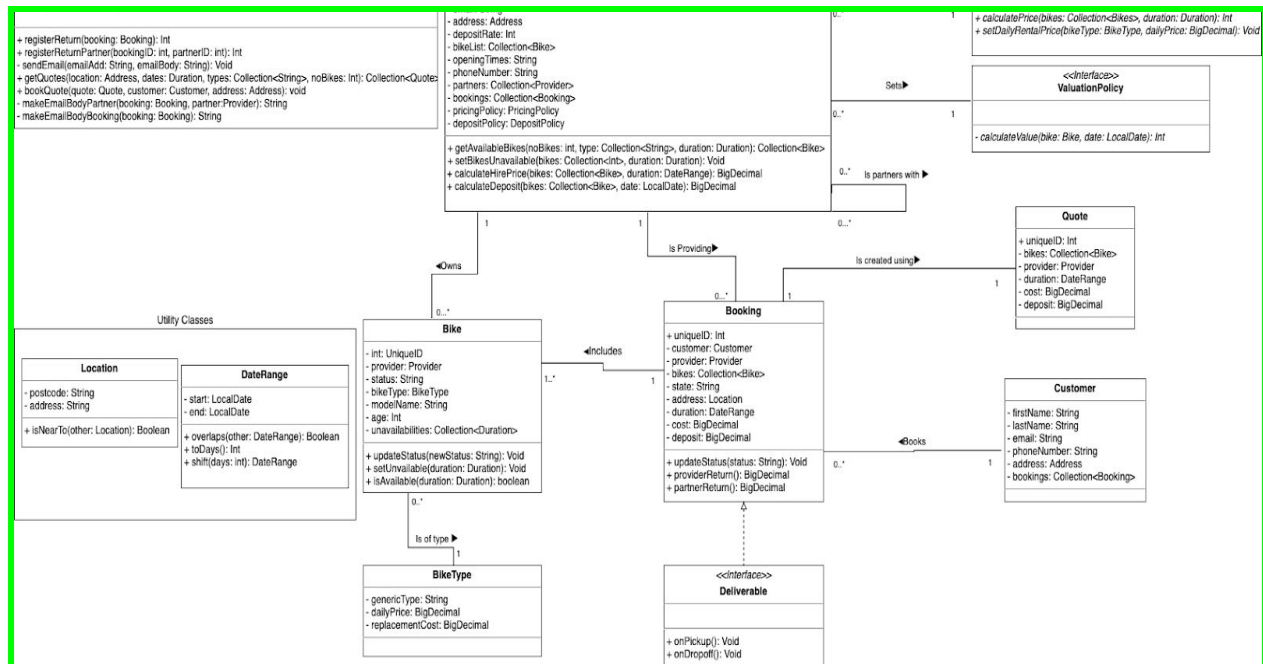 + registerReturn(booking: Booking): Int
+ registerReturnPartner(bookingID: int, partnerID: int): Int
- sendEmail(emailAdd: String, emailBody: String): Void
+ getQuotes(location: Address, dates: Duration, types: Collection<String>, noBikes: Int): Collection<Quote>
+ bookQuote(quote: Quote, customer: Customer, address: Address): void
- makeEmailBodyPartner(booking: Booking, partner:Provider): String
- makeEmailBodyBooking(booking: Booking): String
- address: Address
- depositRate: Int
- bikeList: Collection<Bike>
- openingTimes: String
- phoneNumber: String
- partners: Collection<Provider>
- bookings: Collection<Booking>
- pricingPolicy: PricingPolicy
- depositPolicy: DepositPolicy
+ getAvailableBikes(noBikes: int, type: Collection<String>, duration: Duration): Collection<Bike>
+ setBikesUnavailable(bikes: Collection<Int>, duration: Duration): Void
+ calculateHirePrice(bikes: Collection<Bike>, duration: DateRange): BigDecimal
+ calculateDeposit(bikes: Collection<Bike>, date: LocalDate): BigDecimal
0..*
1
+ calculatePrice(bikes: Collection<Bikes>, duration: Duration): Int
+ setDailyRentalPrice(bikeType: BikeType, dailyPrice: BigDecimal): Void
Sets▶
0..*
1
<<Interface>>
ValuationPolicy
- calculateValue(bike: Bike, date: LocalDate): Int
0..*
Is partners with ▶
0...*
1
◀Owns
0...*
1
Is Providing▶
0...*
Is created using▶
1
1
Quote
+ uniqueID: Int
- bikes: Collection<Bike>
- provider: Provider
- duration: DateRange
- cost: BigDecimal
- deposit: BigDecimal
Utility Classes
Location
- postcode: String
- address: String
+ isNearTo(other: Location): Boolean
DateRange
- start: LocalDate
- end: LocalDate
+ overlaps(other: DateRange): Boolean
+ toDays(): Int
+ shift(days: int): DateRange
Bike
- int: UniqueID
- provider: Provider
- status: String
- bikeType: BikeType
- modelName: String
- age: Int
- unavailabilities: Collection<Duration>
+ updateStatus(newStatus: String): Void
+ setUnvailable(duration: Duration): Void
+ isAvailable(duration: Duration): boolean
◀Includes
1..*
1
Booking
+ uniqueID: Int
- customer: Customer
- provider: Provider
- bikes: Collection<Bike>
- state: String
- address: Location
- duration: DateRange
- cost: BigDecimal
- deposit: BigDecimal
+ updateStatus(status: String): Void
+ providerReturn(): BigDecimal
+ partnerReturn(): BigDecimal
◀Books
0..*
1
Customer
- firstName: String
- lastName: String
- email: String
- phoneNumber: String
- address: Address
- bookings: Collection<Booking>
0...*
Is of type ▶
1
BikeType
- genericType: String
- dailyPrice: BigDecimal
- replacementCost: BigDecimal
<<interface>>
Deliverable
+ onPickup(): Void
+ onDropoff(): Void